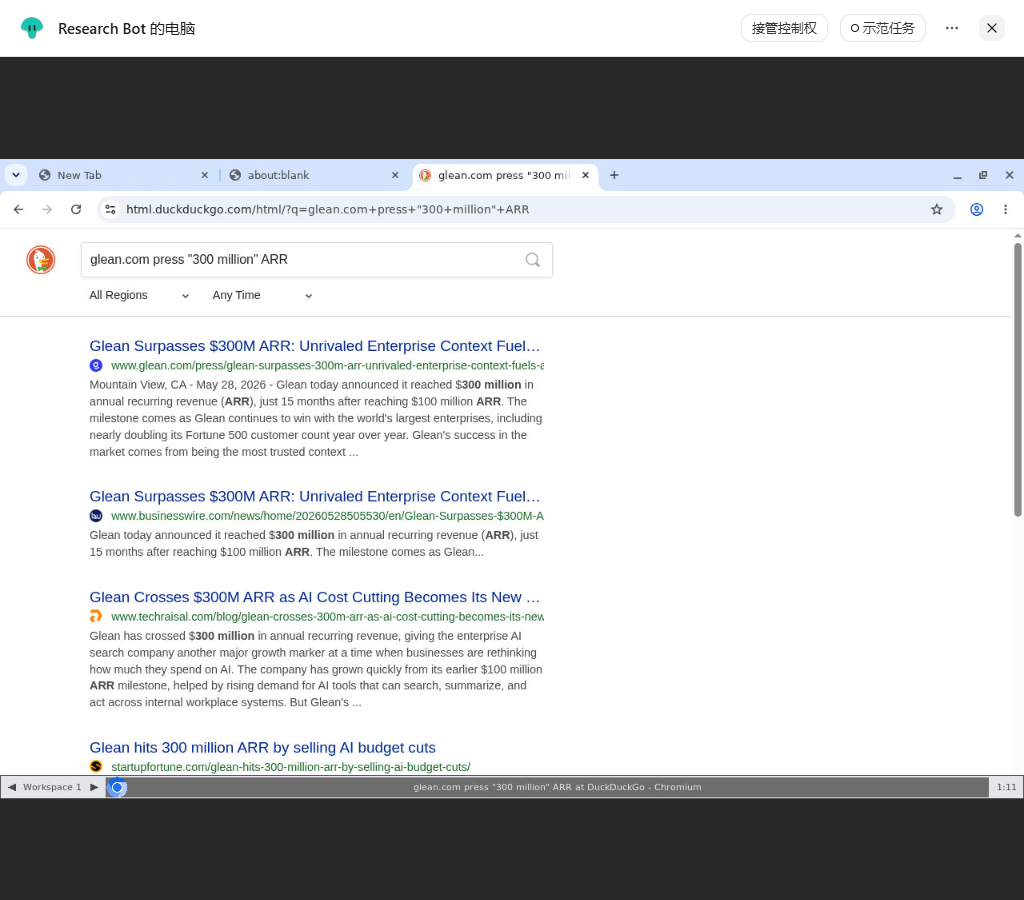 Research Bot 的电脑
接管控制权
示范任务
New Tab
about:blank
glean.com press "300 mil
html.duckduckgo.com/html/?q=glean.com+press+"300+million"+ARR
glean.com press "300 million" ARR
All Regions
Any Time
Glean Surpasses $300M ARR: Unrivaled Enterprise Context Fuel…
www.glean.com/press/glean-surpasses-300m-arr-unrivaled-enterprise-context-fuels-a
Mountain View, CA - May 28, 2026 - Glean today announced it reached $300 million in
annual recurring revenue (ARR), just 15 months after reaching $100 million ARR. The
milestone comes as Glean continues to win with the world's largest enterprises, including
nearly doubling its Fortune 500 customer count year over year. Glean's success in the
market comes from being the most trusted context ...
Glean Surpasses $300M ARR: Unrivaled Enterprise Context Fuel…
www.businesswire.com/news/home/20260528505530/en/Glean-Surpasses-$300M-A
Glean today announced it reached $300 million in annual recurring revenue (ARR), just
15 months after reaching $100 million ARR. The milestone comes as Glean...
Glean Crosses $300M ARR as AI Cost Cutting Becomes Its New …
www.techraisal.com/blog/glean-crosses-300m-arr-as-ai-cost-cutting-becomes-its-new
Glean has crossed $300 million in annual recurring revenue, giving the enterprise AI
search company another major growth marker at a time when businesses are rethinking
how much they spend on AI. The company has grown quickly from its earlier $100 million
ARR milestone, helped by rising demand for AI tools that can search, summarize, and
act across internal workplace systems. But Glean's ...
Glean hits 300 million ARR by selling AI budget cuts
startupfortune.com/glean-hits-300-million-arr-by-selling-ai-budget-cuts/
Workspace 1
glean.com press "300 million" ARR at DuckDuckGo - Chromium
1:11